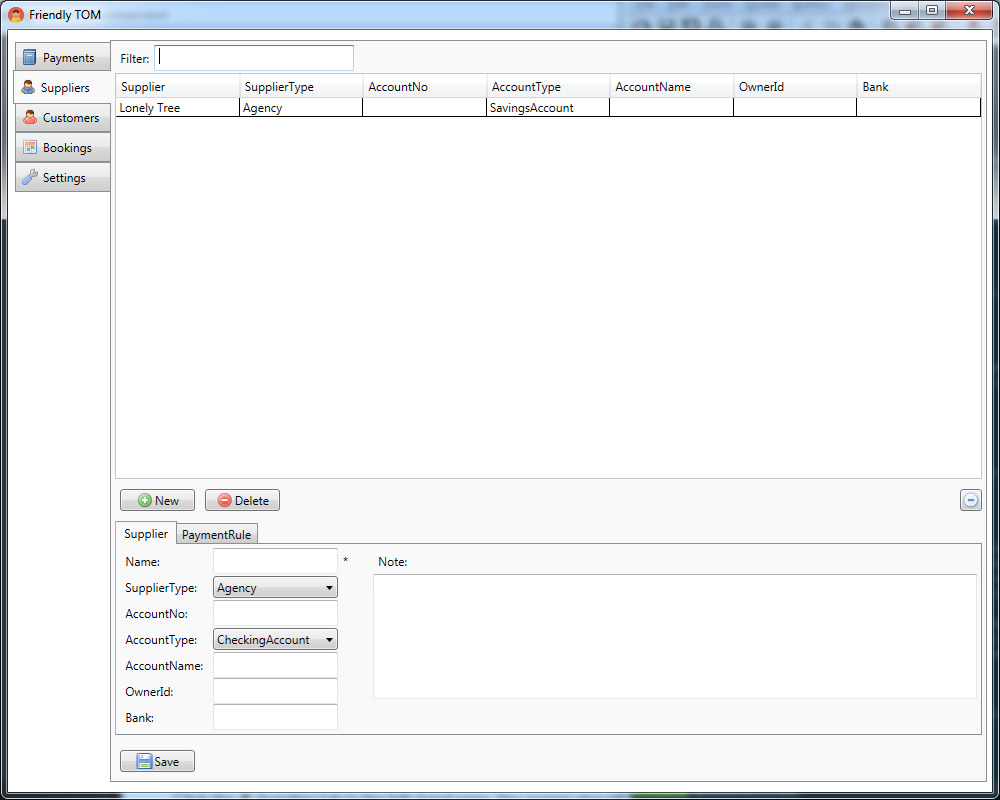 Friendly TOM
Payments
Suppliers
Customers
Bookings
Settings
Filter:
Supplier SupplierType AccountNo AccountType AccountName OwnerId Bank
Lonely Tree Agency SavingsAccount
New Delete
Supplier PaymentRule
Name: * Note:
SupplierType: Agency
AccountNo:
AccountType: CheckingAccount
AccountName:
OwnerId:
Bank:
Save